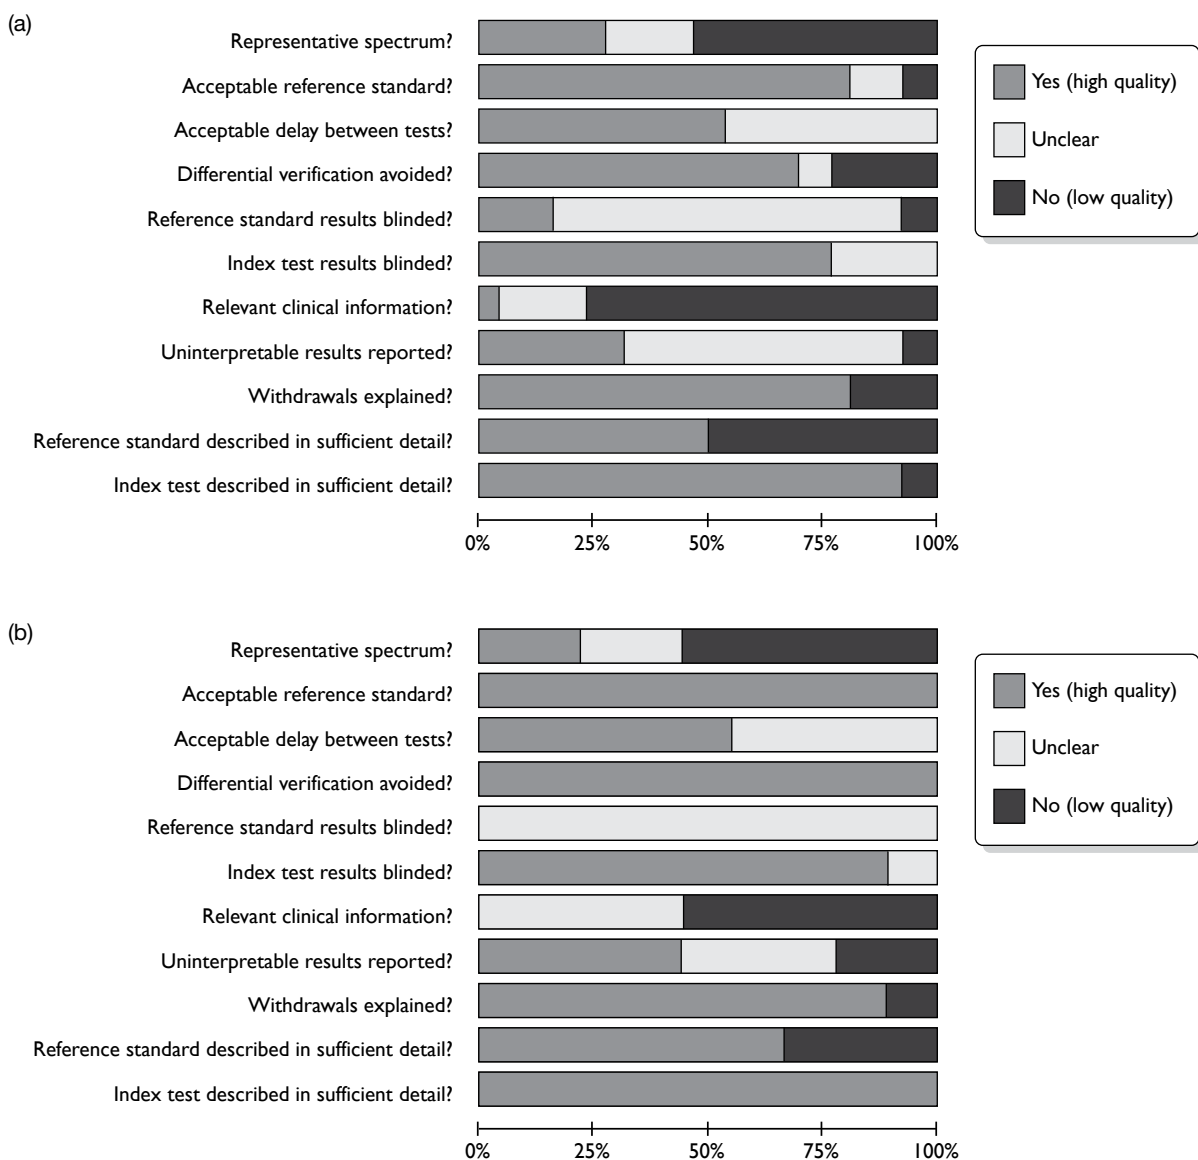 (a)
Representative spectrum?
Acceptable reference standard?
Acceptable delay between tests?
Differential verification avoided?
Reference standard results blinded?
Index test results blinded?
Relevant clinical information?
Uninterpretable results reported?
Withdrawals explained?
Reference standard described in sufficient detail?
Index test described in sufficient detail?
0% 25% 50% 75% 100%
Yes (high quality)
Unclear
No (low quality)
(b)
Representative spectrum?
Acceptable reference standard?
Acceptable delay between tests?
Differential verification avoided?
Reference standard results blinded?
Index test results blinded?
Relevant clinical information?
Uninterpretable results reported?
Withdrawals explained?
Reference standard described in sufficient detail?
Index test described in sufficient detail?
0% 25% 50% 75% 100%
Yes (high quality)
Unclear
No (low quality)